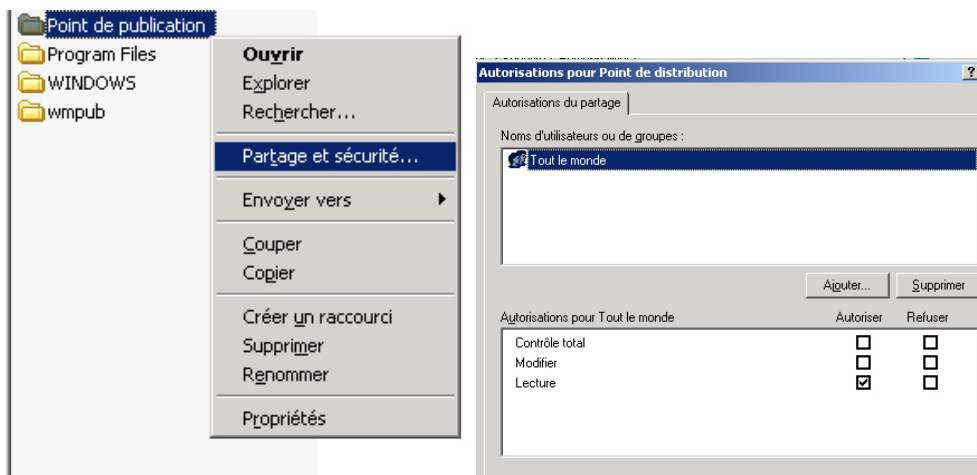 Point de publication
Program Files
WINDOWS
wmpub
Ouvrir
Explorer
Rechercher...
Partage et sécurité...
Envoyer vers
Couper
Copier
Créer un raccourci
Supprimer
Renommer
Propriétés
Autorisations pour Point de distribution
?
Autorisations du partage
Noms d'utilisateurs ou de groupes :
Tout le monde
Ajouter... Supprimer
Autorisations pour Tout le monde Autoriser Refuser
Contrôle total
Modifier
Lecture